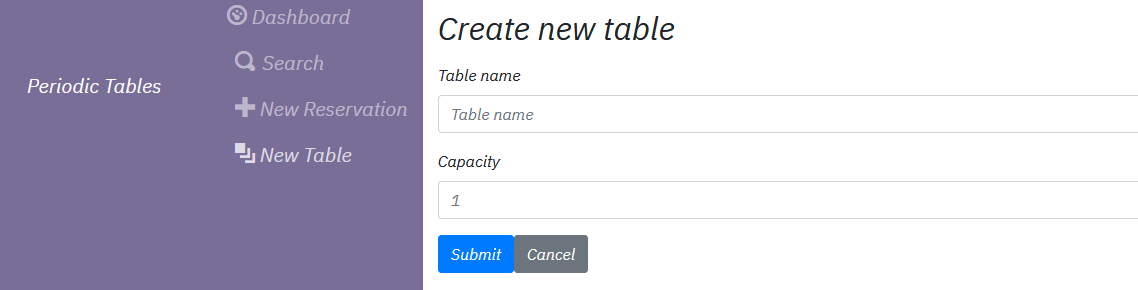 Periodic Tables
Dashboard
Search
New Reservation
New Table
Create new table
Table name
Table name
Capacity
1
Submit Cancel